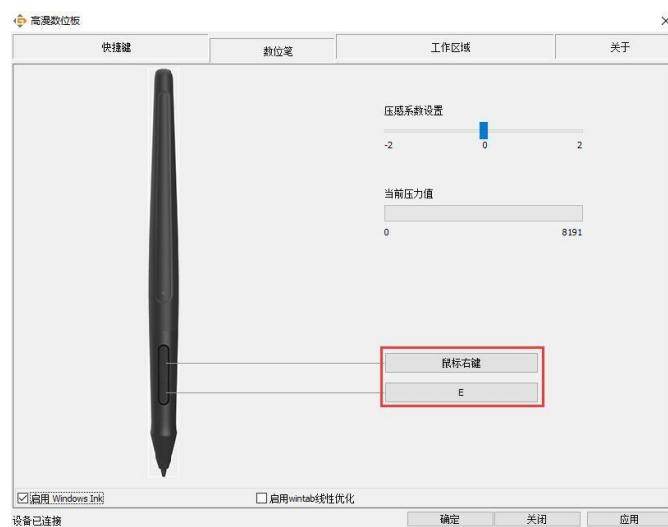 高漫数位板
快捷键 数位笔 工作区域 关于
压感系数设置
-2 0 2
当前压力值
0 8191
鼠标右键
E
启用 Windows Ink 启用wintab线性优化
设备已连接 确定 关闭 应用